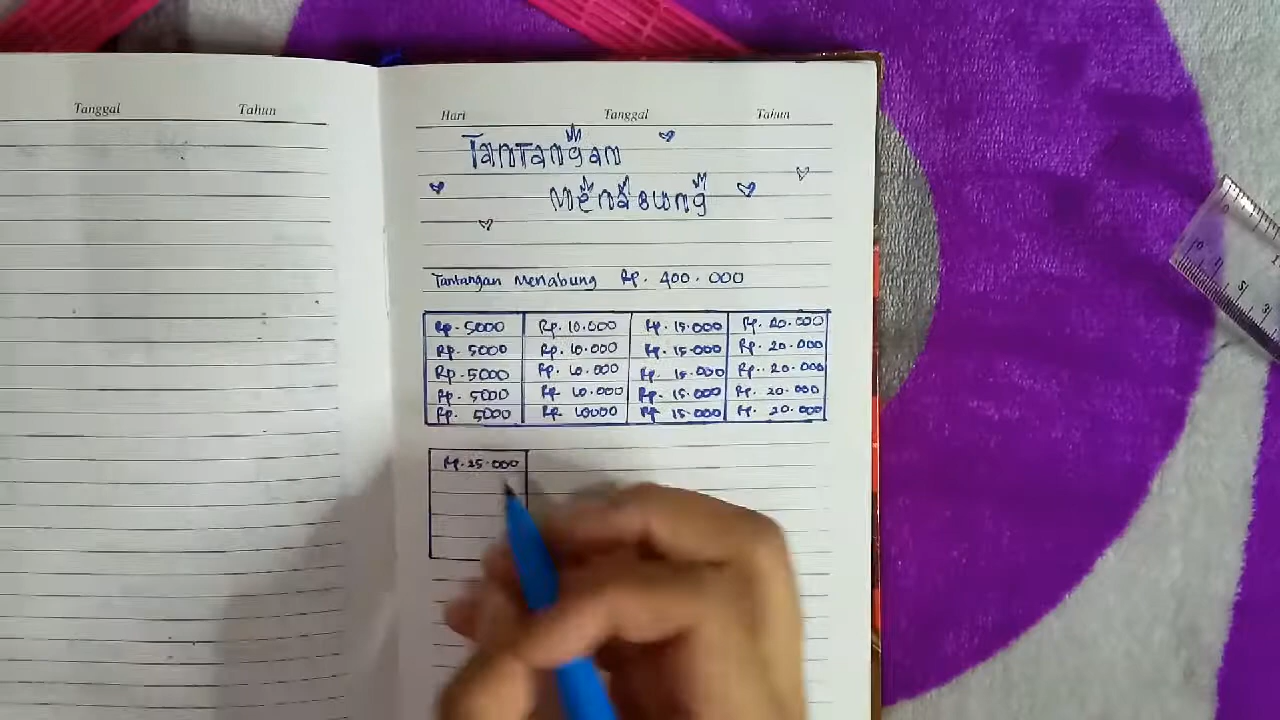 Tanggal Tahun
Hari Tanggal Tahun
Tantangan
Menabung
Tantangan Menabung Rp. 400.000
Rp. 5000 Rp. 10.000 Rp. 15.000 Rp. 20.000
Rp. 5000 Rp. 10.000 Rp. 15.000 Rp. 20.000
Rp. 5000 Rp. 10.000 Rp. 15.000 Rp. 20.000
Rp. 5000 Rp. 10.000 Rp. 15.000 Rp. 20.000
Rp. 5000 Rp 10000 Rp 15.000 Rp. 20.000
Rp. 25.000